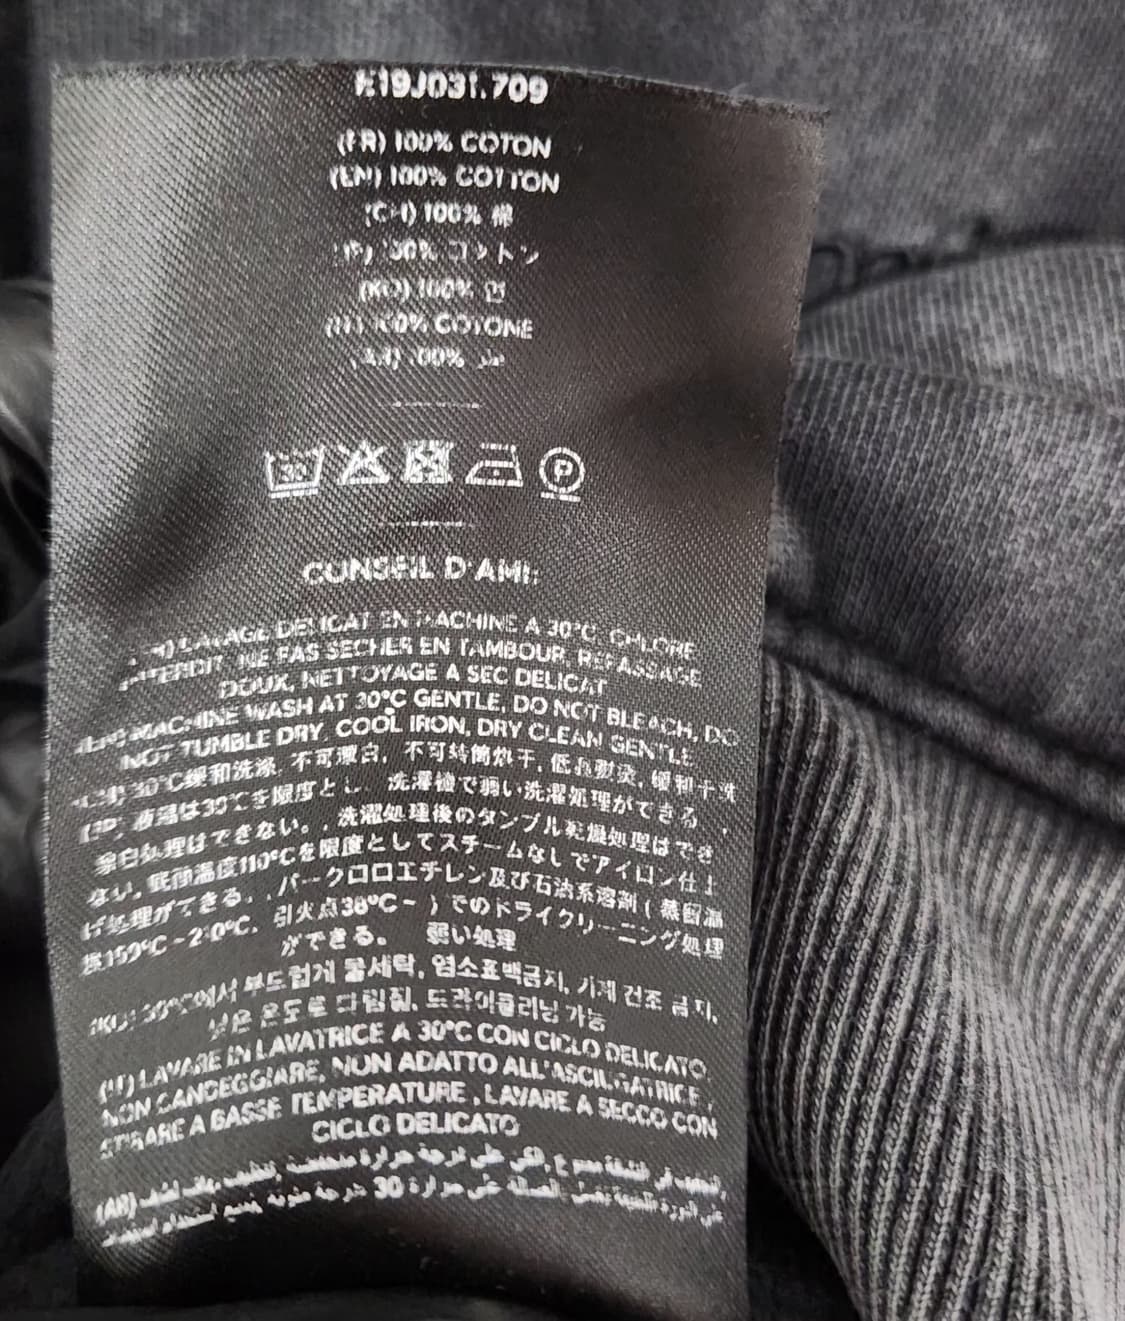 H19J031.709
(FR) 100% COTON
(EN) 100% COTTON
(CH) 100% 棉
100% コットン
(KO) 100% 면
(IT) 100% COTONE
30
P
CONSEIL D'AMI:
(FR) LAVAGE DELICAT EN MACHINE A 30°C, CHLORE
INTERDIT, NE PAS SECHER EN TAMBOUR, REPASSAGE
DOUX, NETTOYAGE A SEC DELICAT
(EN) MACHINE WASH AT 30°C GENTLE, DO NOT BLEACH, DO
NOT TUMBLE DRY, COOL IRON, DRY CLEAN GENTLE
(CH) 30°C缓和洗涤, 不可漂白, 不可转筒烘干, 低温熨烫, 缓和干洗
液温は30℃を限度とし、洗濯機で弱い洗濯処理ができる 、
漂白処理はできない。、洗濯処理後のタンブル乾燥処理はでき
ない。底面温度110℃を限度としてスチームなしでアイロン仕上
げ処理ができる。、パークロロエチレン及び石油系溶剤 ( 蒸留温
度150℃~210℃、引火点38℃~ ) でのドライクリーニング処理
ができる。 弱い処理
(KO) 30°C에서 부드럽게 물세탁, 염소표백금지, 기계 건조 금지,
낮은 온도로 다림질, 드라이클리닝 가능
(IT) LAVARE IN LAVATRICE A 30°C CON CICLO DELICATO,
NON CANDEGGIARE, NON ADATTO ALL'ASCIUGATRICE,
STIRARE A BASSE TEMPERATURE , LAVARE A SECCO CON
CICLO DELICATO
(AR)
30